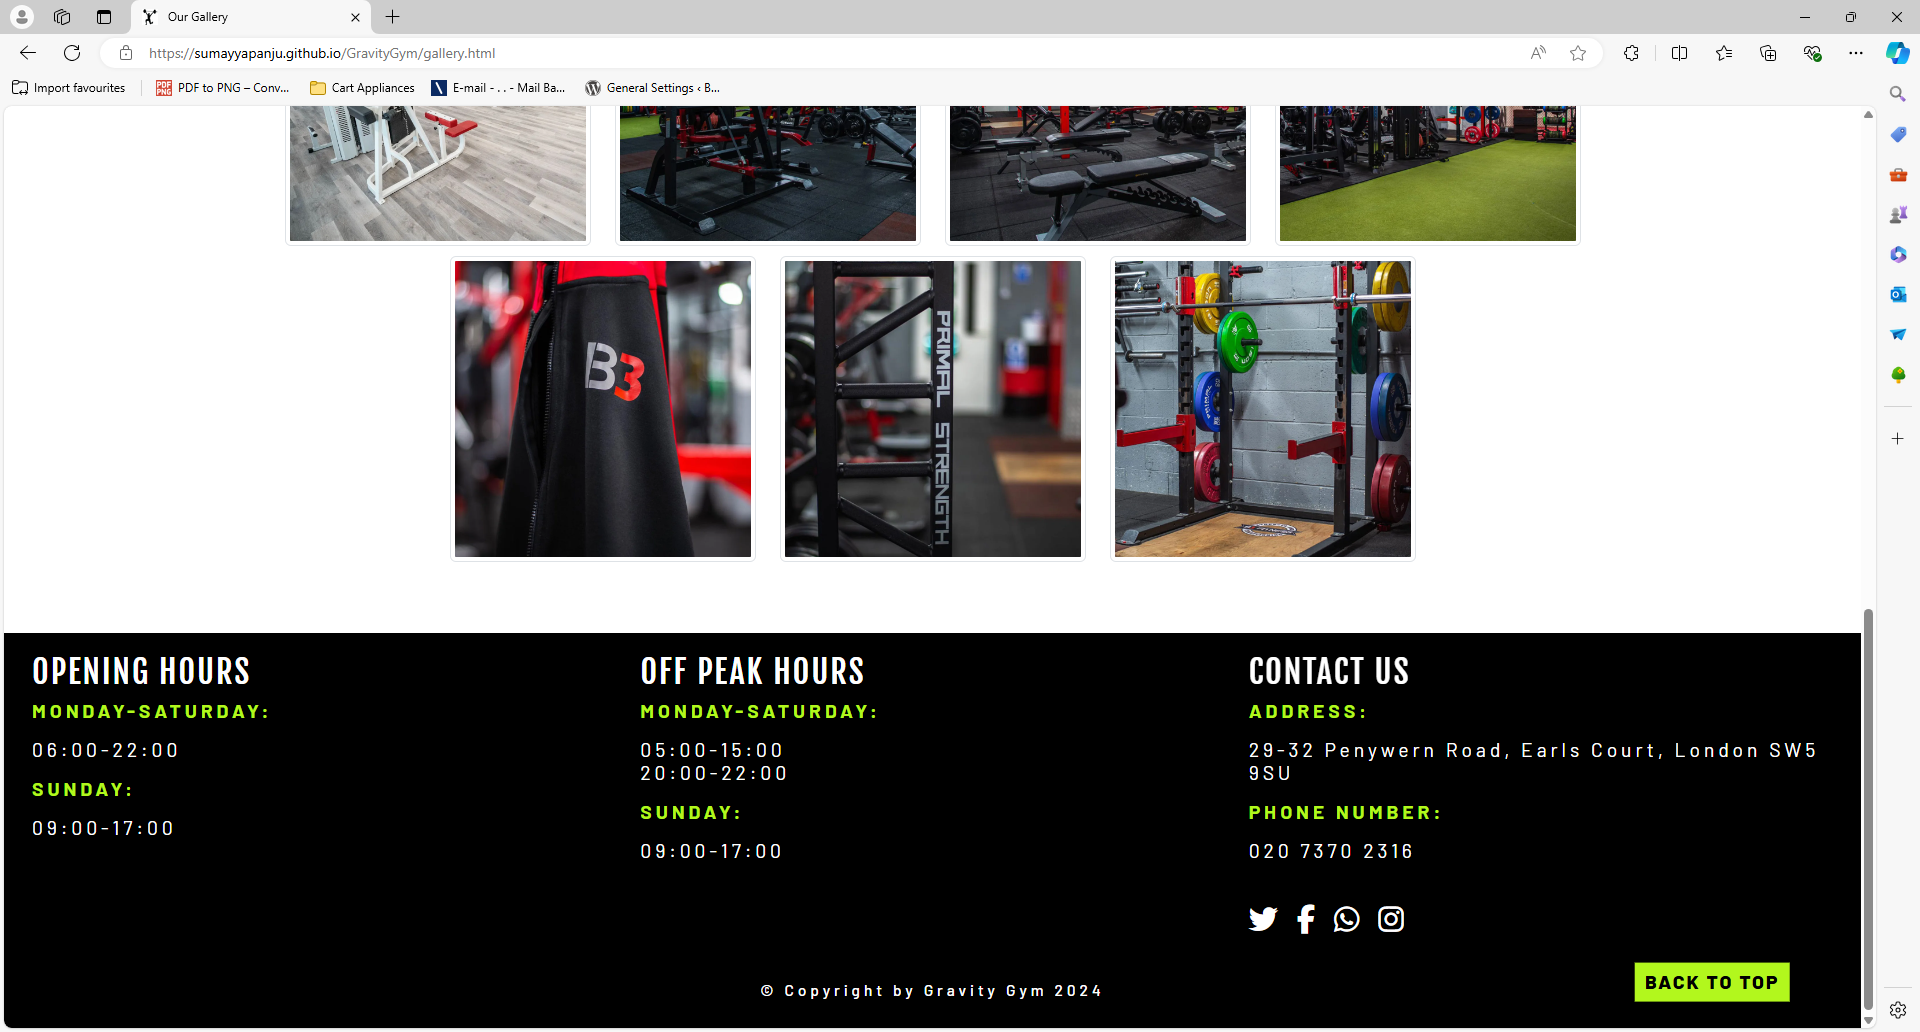 Our Gallery
https://sumayyapanju.github.io/GravityGym/gallery.html
Import favourites
PDF to PNG – Conv...
Cart Appliances
E-mail - . . - Mail Ba...
General Settings ‹ B...
B3
PRIMAL STRENGTH
OPENING HOURS
MONDAY-SATURDAY:
06:00-22:00
SUNDAY:
09:00-17:00
OFF PEAK HOURS
MONDAY-SATURDAY:
05:00-15:00
20:00-22:00
SUNDAY:
09:00-17:00
CONTACT US
ADDRESS:
29-32 Penywern Road, Earls Court, London SW5
9SU
PHONE NUMBER:
020 7370 2316
© Copyright by Gravity Gym 2024
BACK TO TOP